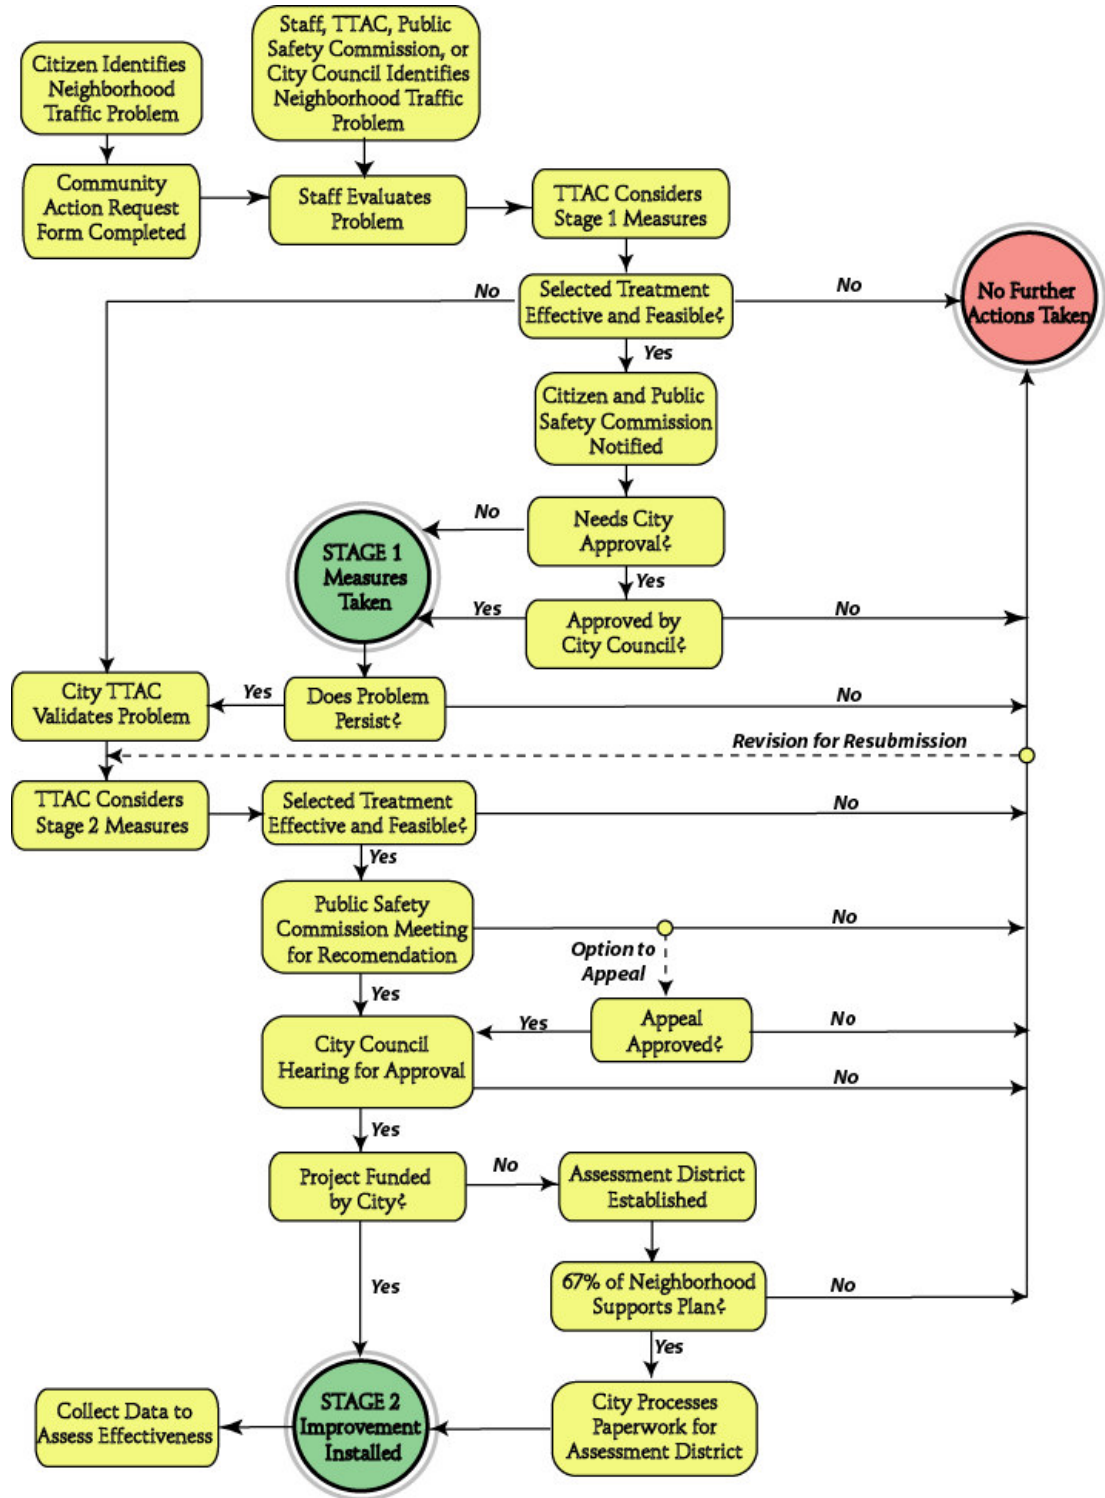 Citizen Identifies
Neighborhood
Traffic Problem
Staff, TTAC, Public
Safety Commission, or
City Council Identifies
Neighborhood Traffic
Problem
Community
Action Request
Form Completed
Staff Evaluates
Problem
TTAC Considers
Stage 1 Measures
No
Selected Treatment
Effective and Feasible?
No
No Further
Actions Taken
Yes
Citizen and Public
Safety Commission
Notified
No
Needs City
Approval?
STAGE 1
Measures
Taken
Yes
Yes
Approved by
City Council?
No
City TTAC
Validates Problem
Yes
Does Problem
Persist?
No
Revision for Resubmission
TTAC Considers
Stage 2 Measures
Selected Treatment
Effective and Feasible?
No
Yes
Public Safety
Commission Meeting
for Recomendation
No
Option to
Appeal
Yes
City Council
Hearing for Approval
Yes
Appeal
Approved?
No
No
Yes
Project Funded
by City?
No
Assessment District
Established
Yes
67% of Neighborhood
Supports Plan?
No
Yes
Collect Data to
Assess Effectiveness
STAGE 2
Improvement
Installed
City Processes
Paperwork for
Assessment District